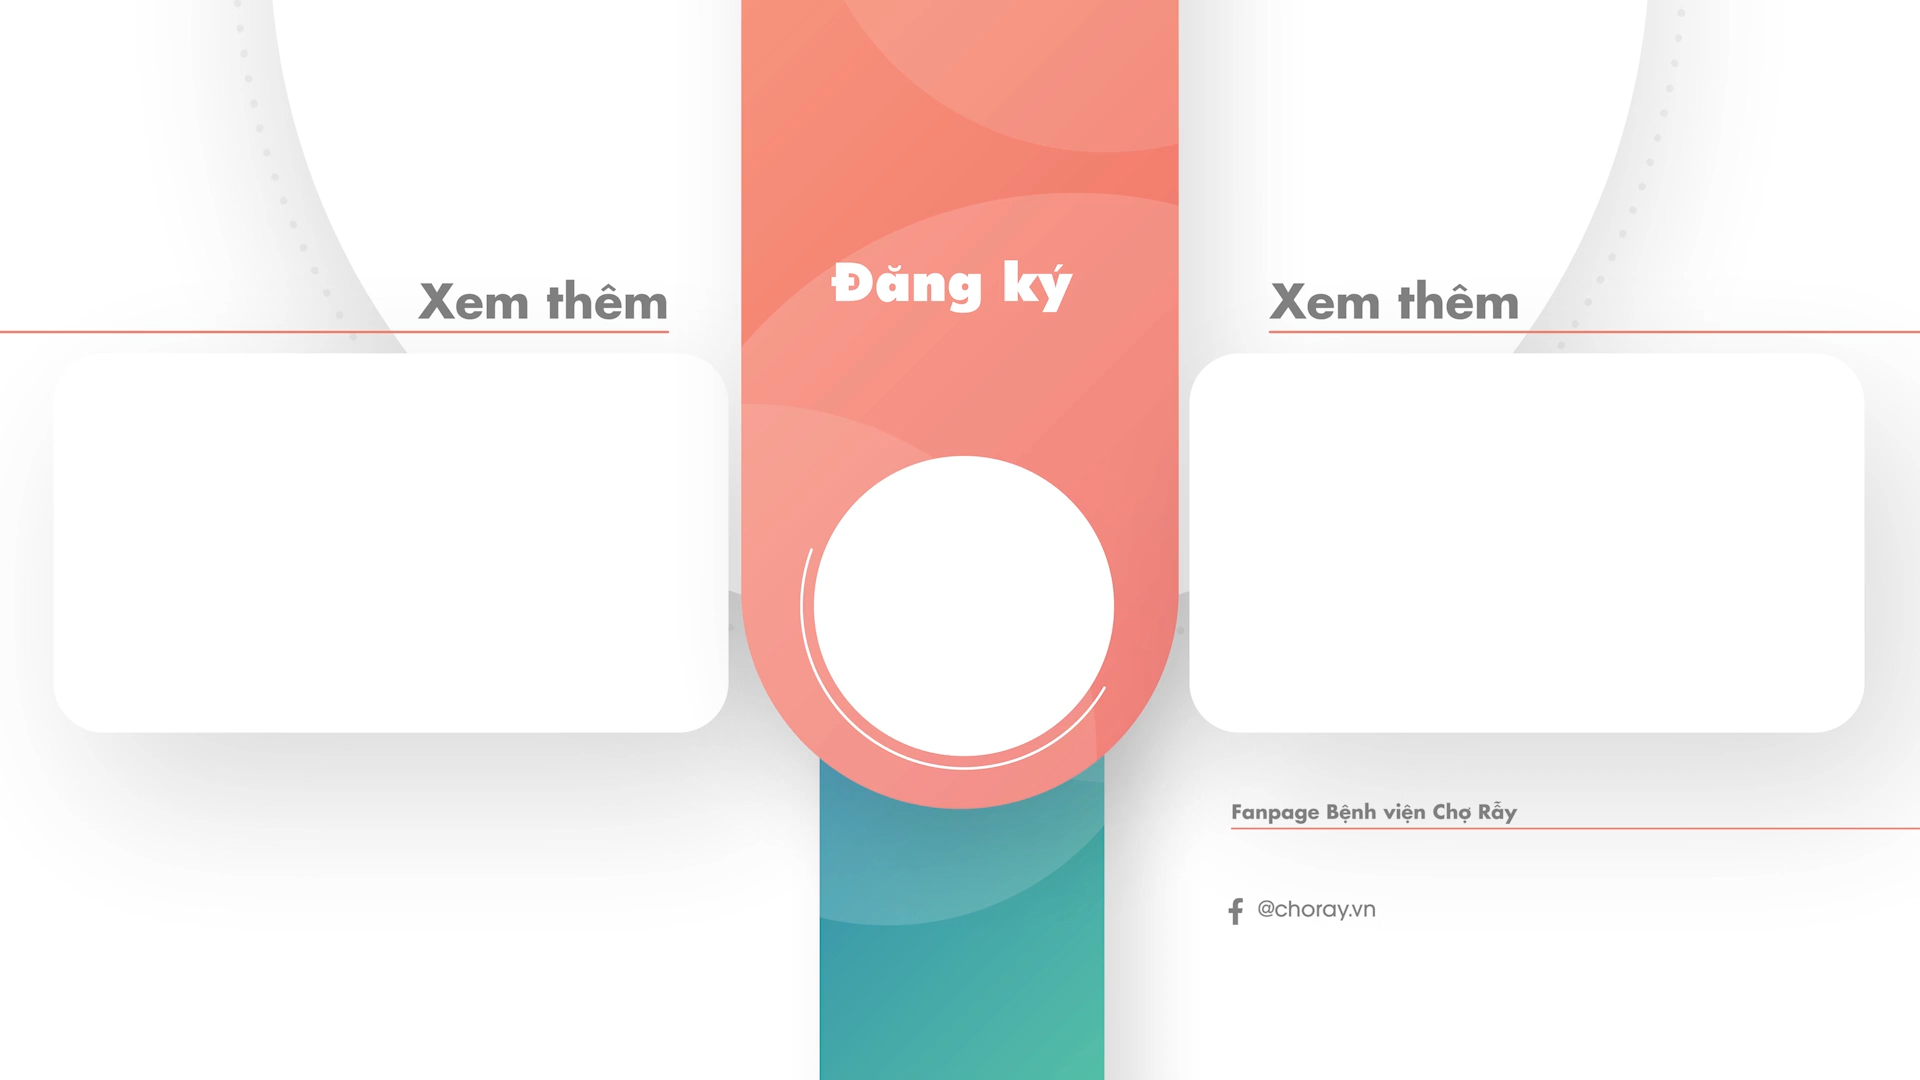 Xem thêm
Đăng ký
Xem thêm
Fanpage Bệnh viện Chợ Rẫy
@choray.vn